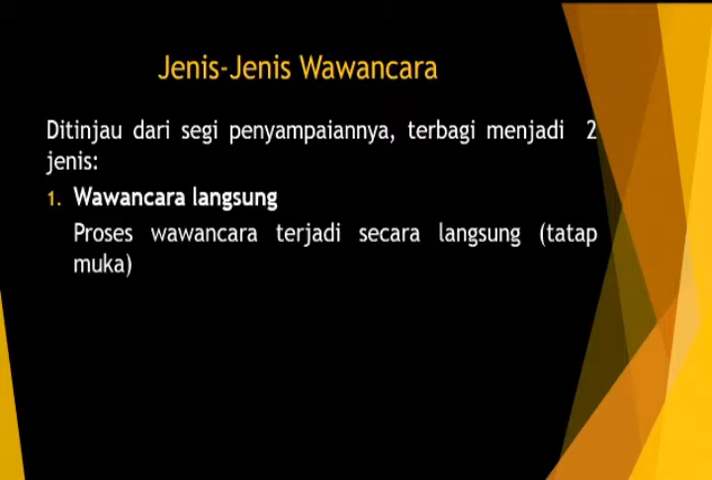 Jenis-Jenis Wawancara
Ditinjau dari segi penyampaiannya, terbagi menjadi 2
jenis:
1. Wawancara langsung
Proses wawancara terjadi secara langsung (tatap
muka)